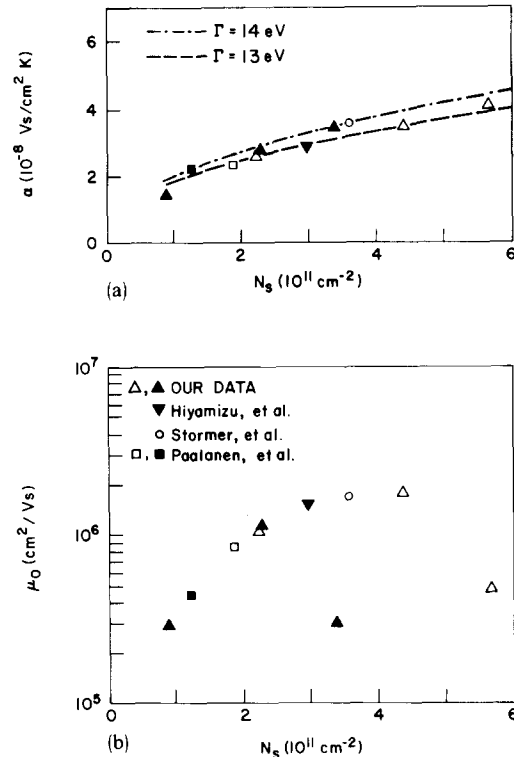 6
4
2
0
α (10⁻⁸ Vs/cm² K)
Γ = 14 eV
Γ = 13 eV
0
2
4
6
Nₛ (10¹¹ cm⁻²)
(a)
10⁷
10⁶
10⁵
μ₀ (cm²/Vs)
△, ▲ OUR DATA
▼ Hiyamizu, et al.
○ Stormer, et al.
□, ■ Paalanen, et al.
0
2
4
6
Nₛ (10¹¹ cm⁻²)
(b)